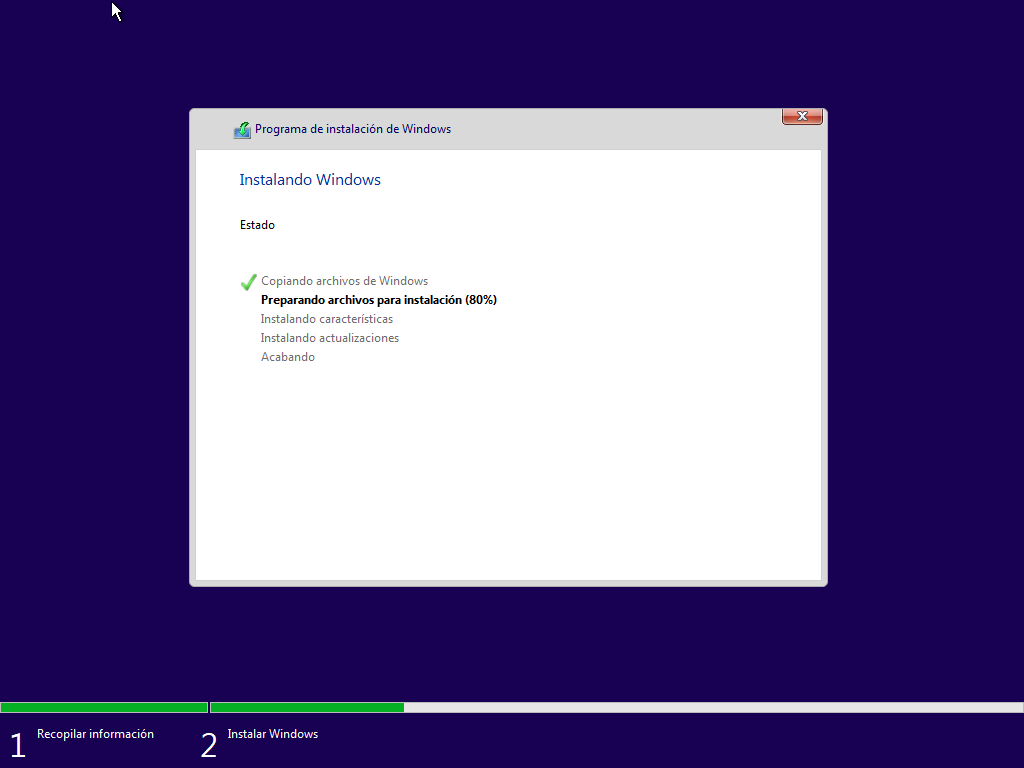 Programa de instalación de Windows
Instalando Windows
Estado
Copiando archivos de Windows
Preparando archivos para instalación (80%)
Instalando características
Instalando actualizaciones
Acabando
1 Recopilar información
2 Instalar Windows